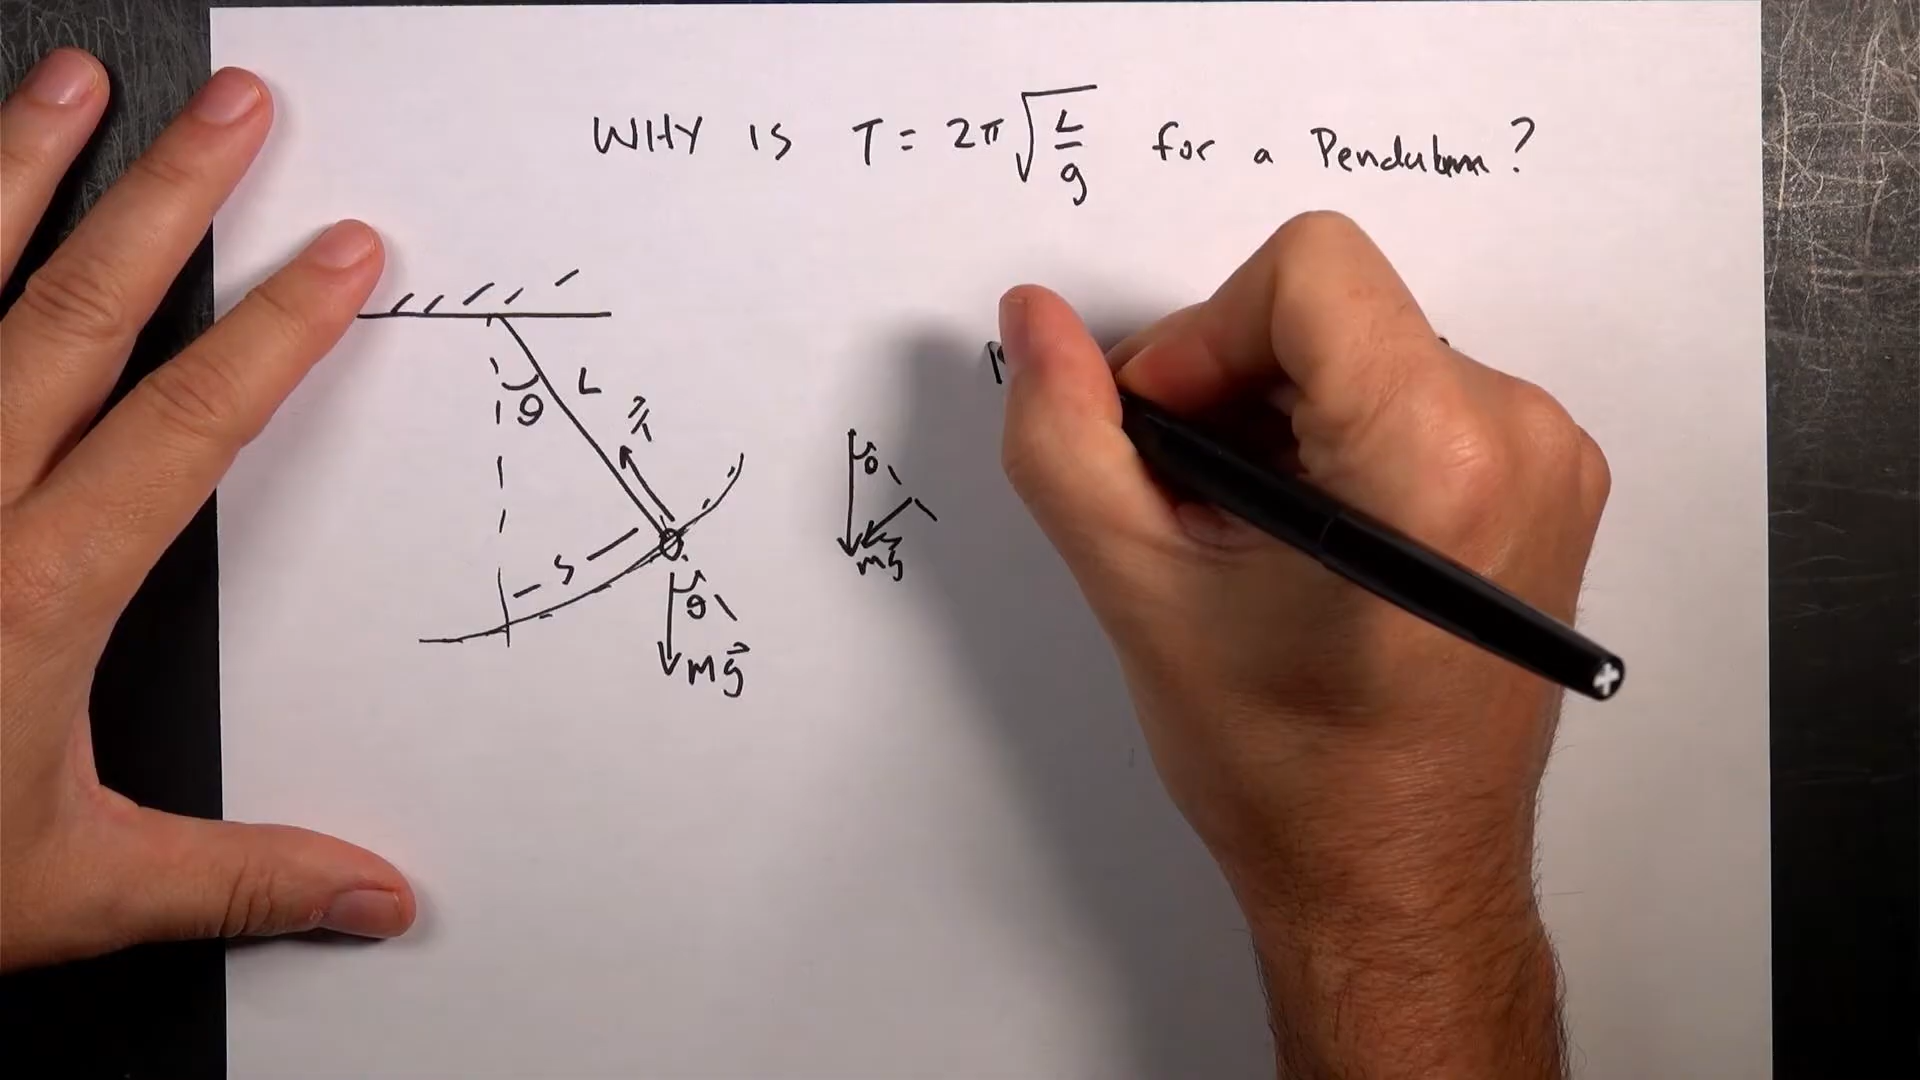 WHY IS T = 2π√(L/g) for a Pendulum?
θ
L
T⃗
S
θ
mg⃗
θ
mg⃗